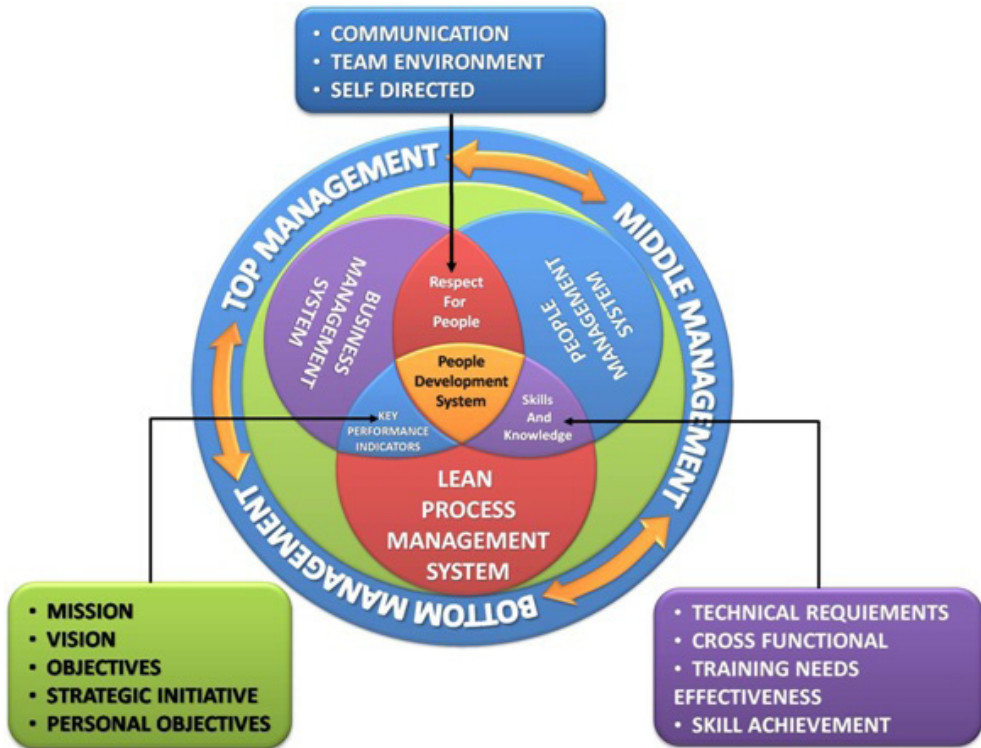 • COMMUNICATION
• TEAM ENVIRONMENT
• SELF DIRECTED
TOP MANAGEMENT
MIDDLE MANAGEMENT
BOTTOM MANAGEMENT
BUSINESS
MANAGEMENT
SYSTEM
Respect
For
People
PEOPLE
MANAGEMENT
SYSTEM
People
Development
System
KEY
PERFORMANCE
INDICATORS
Skills
And
Knowledge
LEAN
PROCESS
MANAGEMENT
SYSTEM
• MISSION
• VISION
• OBJECTIVES
• STRATEGIC INITIATIVE
• PERSONAL OBJECTIVES
• TECHNICAL REQUIEMENTS
• CROSS FUNCTIONAL
• TRAINING NEEDS
EFFECTIVENESS
• SKILL ACHIEVEMENT